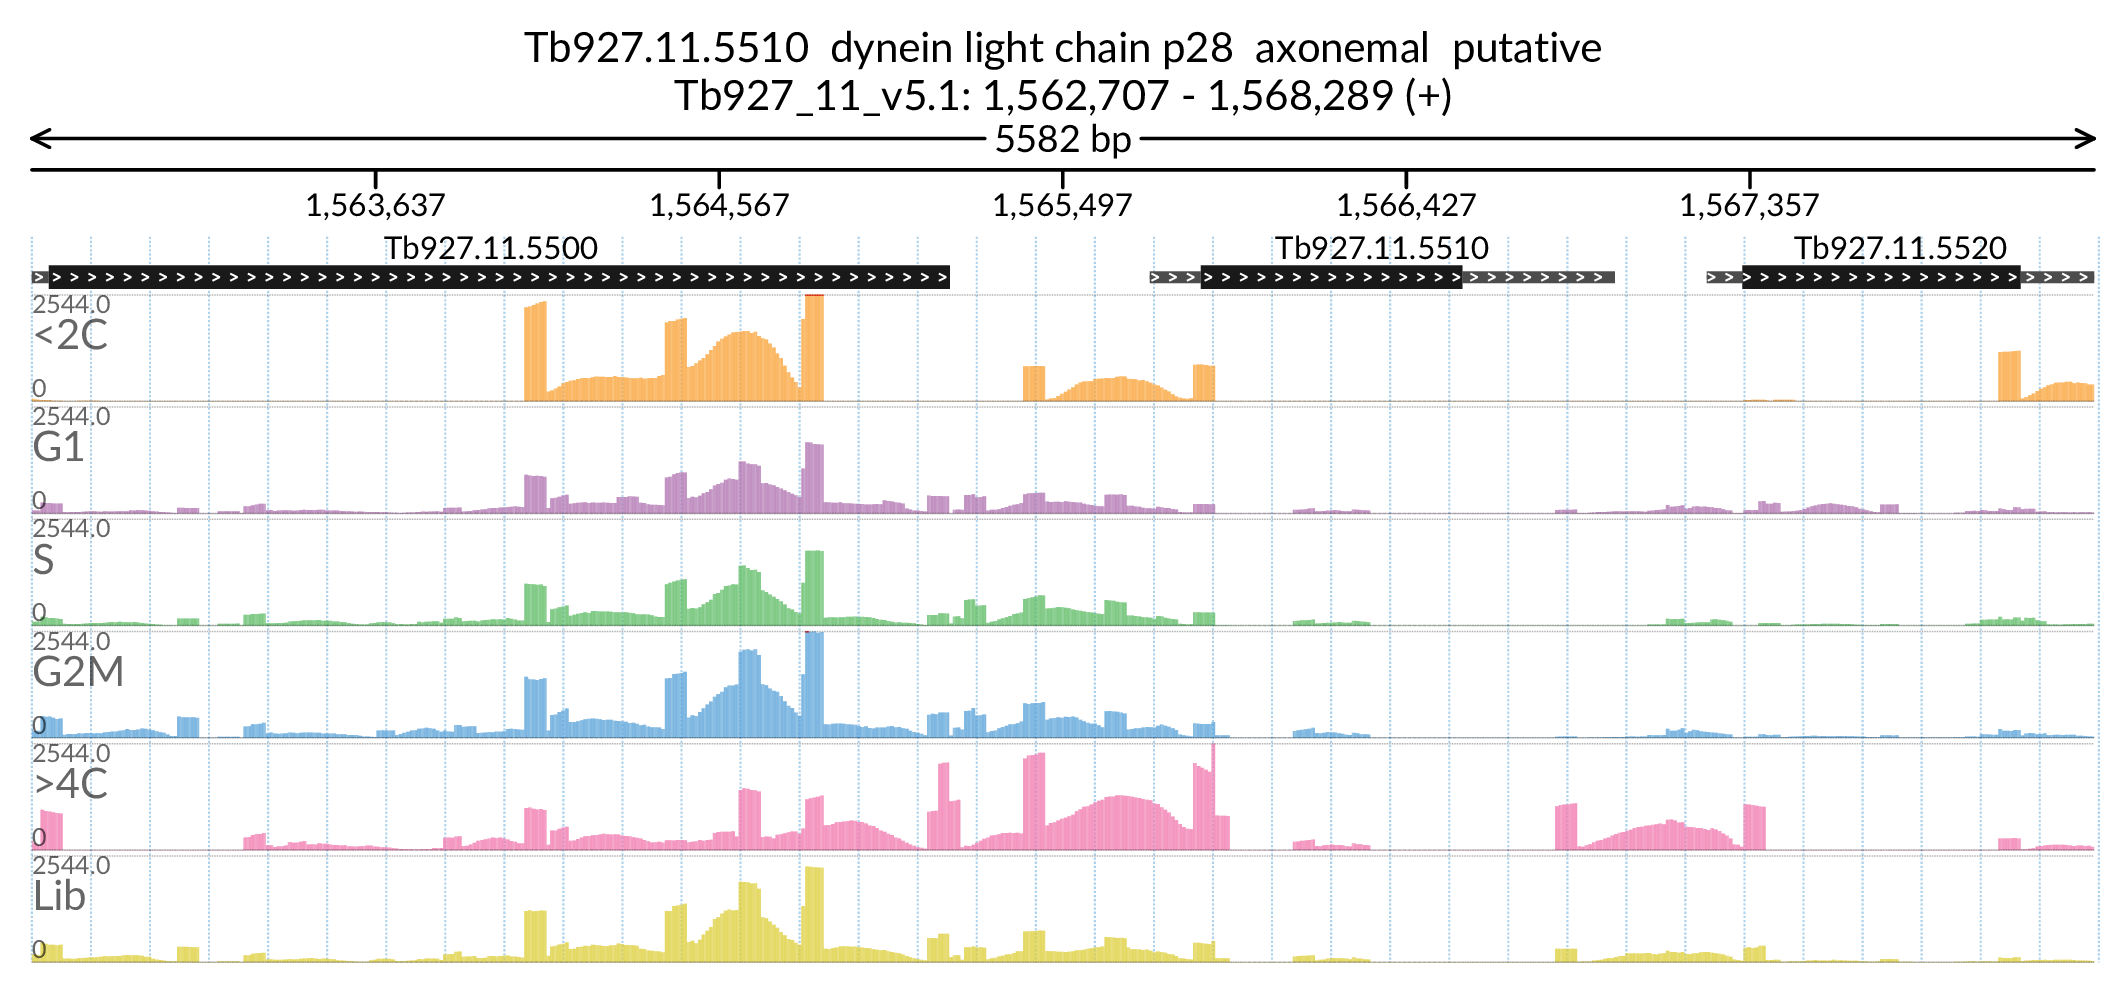 Tb927.11.5510  dynein light chain p28  axonemal  putative
Tb927_11_v5.1: 1,562,707 - 1,568,289 (+)
5582 bp
1,563,637 1,564,567 1,565,497 1,566,427 1,567,357
Tb927.11.5500 Tb927.11.5510 Tb927.11.5520
2544.0
<2C
0
2544.0
G1
0
2544.0
S
0
2544.0
G2M
0
2544.0
>4C
0
2544.0
Lib
0